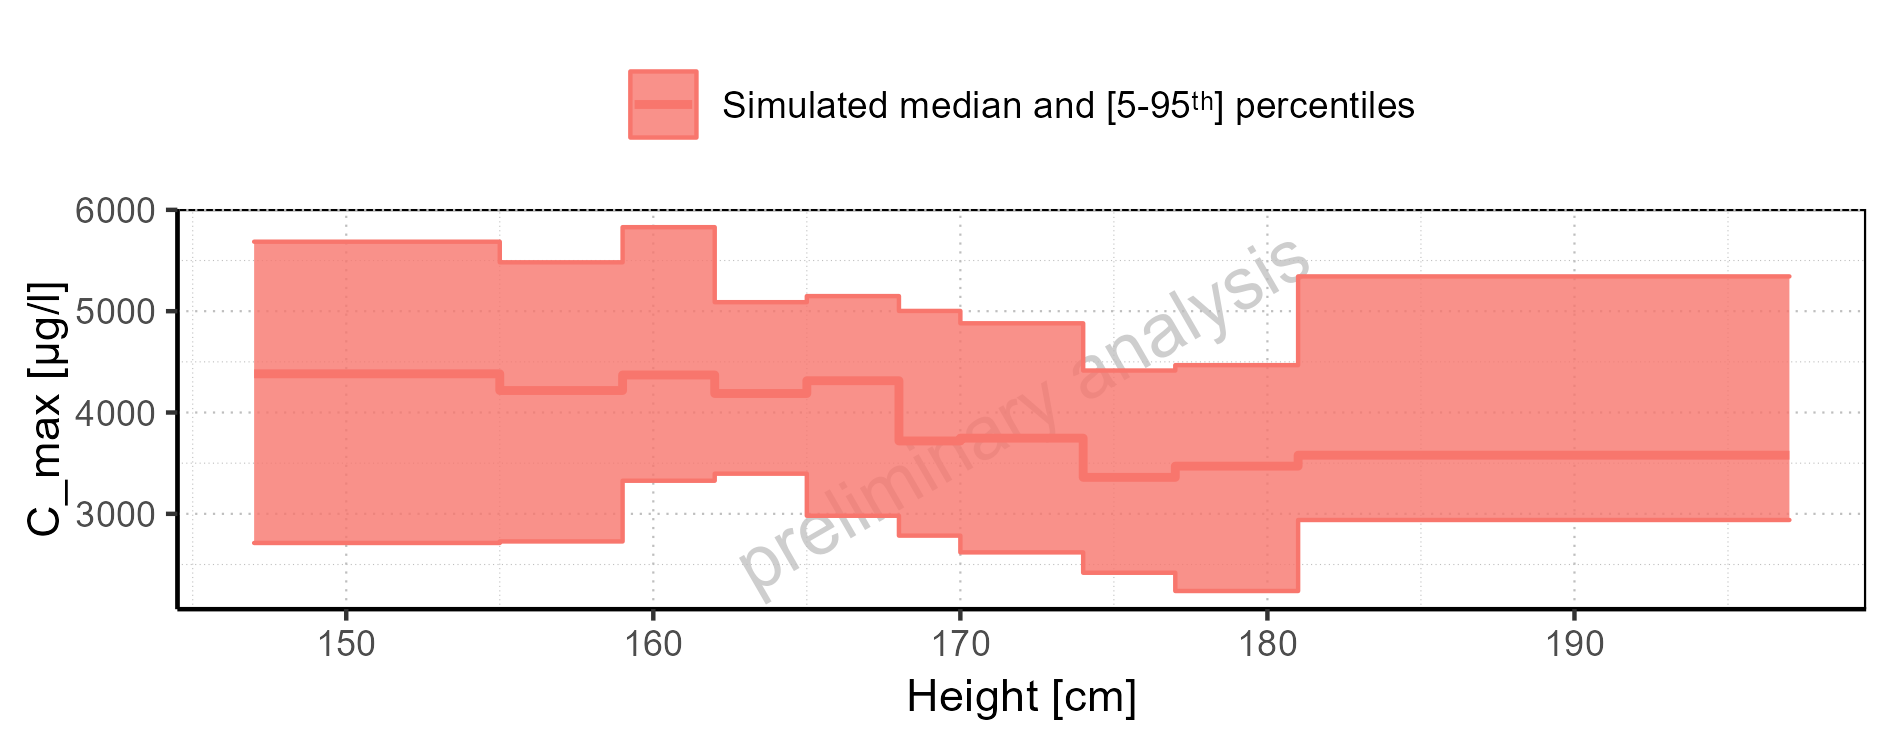 Simulated median and [5-95ᵗʰ] percentiles
6000
5000
4000
3000
C_max [µg/l]
preliminary analysis
150 160 170 180 190
Height [cm]